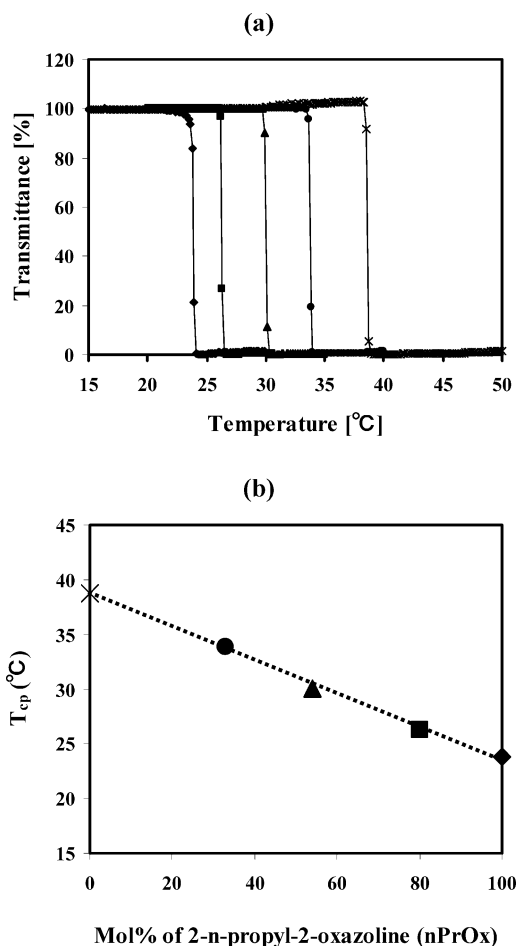 (a)
Transmittance [%]
120
100
80
60
40
20
0
15 20 25 30 35 40 45 50
Temperature [℃]
(b)
T_cp (℃)
45
40
35
30
25
20
15
0 20 40 60 80 100
Mol% of 2-n-propyl-2-oxazoline (nPrOx)